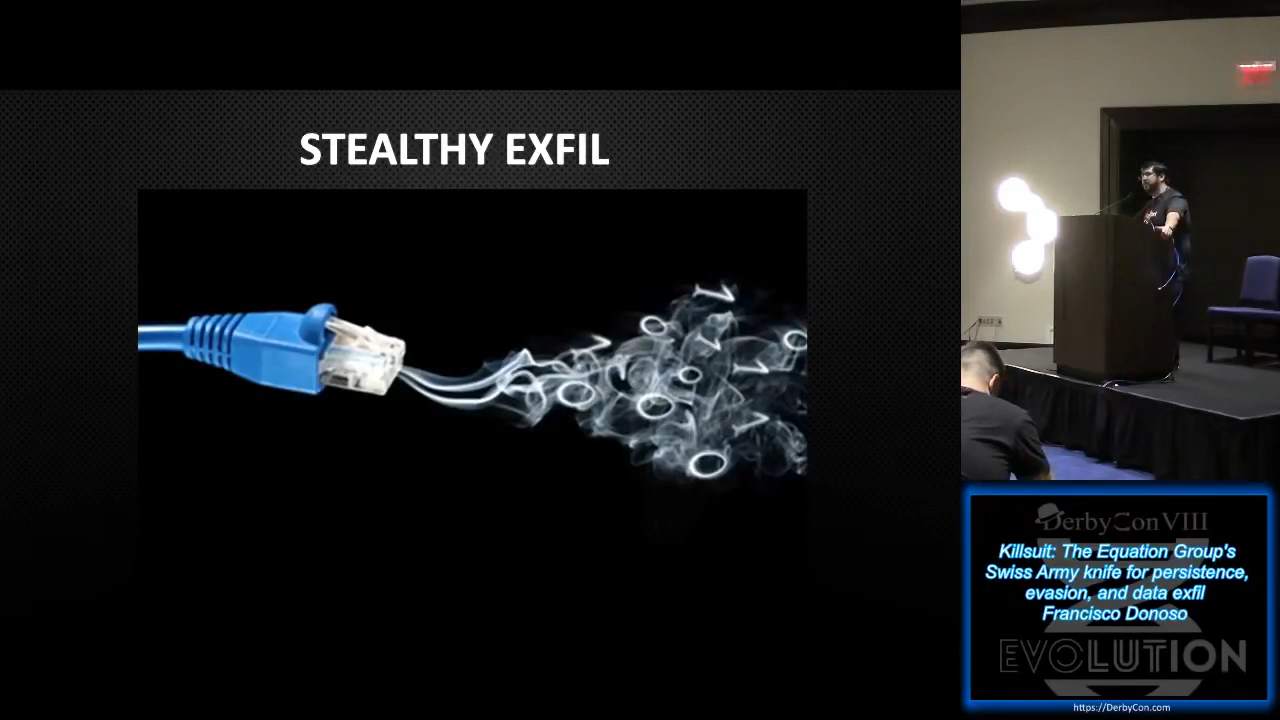 STEALTHY EXFIL
DerbyCon VIII
Killsuit: The Equation Group's
Swiss Army knife for persistence,
evasion, and data exfil
Francisco Donoso
EVOLUTION
https://DerbyCon.com